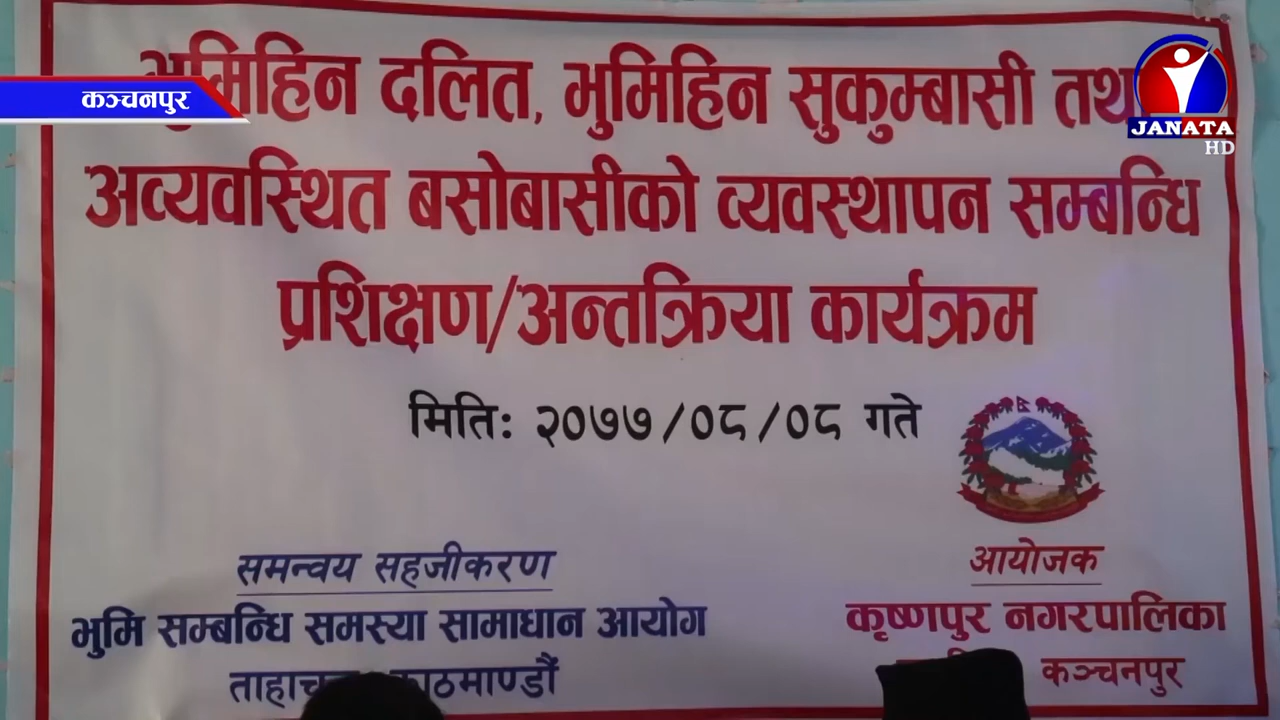 कञ्चनपुर
JANATA
HD
दलित, भुमिहिन सुकुम्बासी
अव्यवस्थित बसोबासीको व्यवस्थापन सम्बन्धि
प्रशिक्षण/अन्तक्रिया कार्यक्रम
मितिः २०७७/०८/०८ गते
समन्वय सहजीकरण
भुमि सम्बन्धि समस्या सामाधान आयोग
आयोजक
कृष्णपुर नगरपालिका
कञ्चनपुर